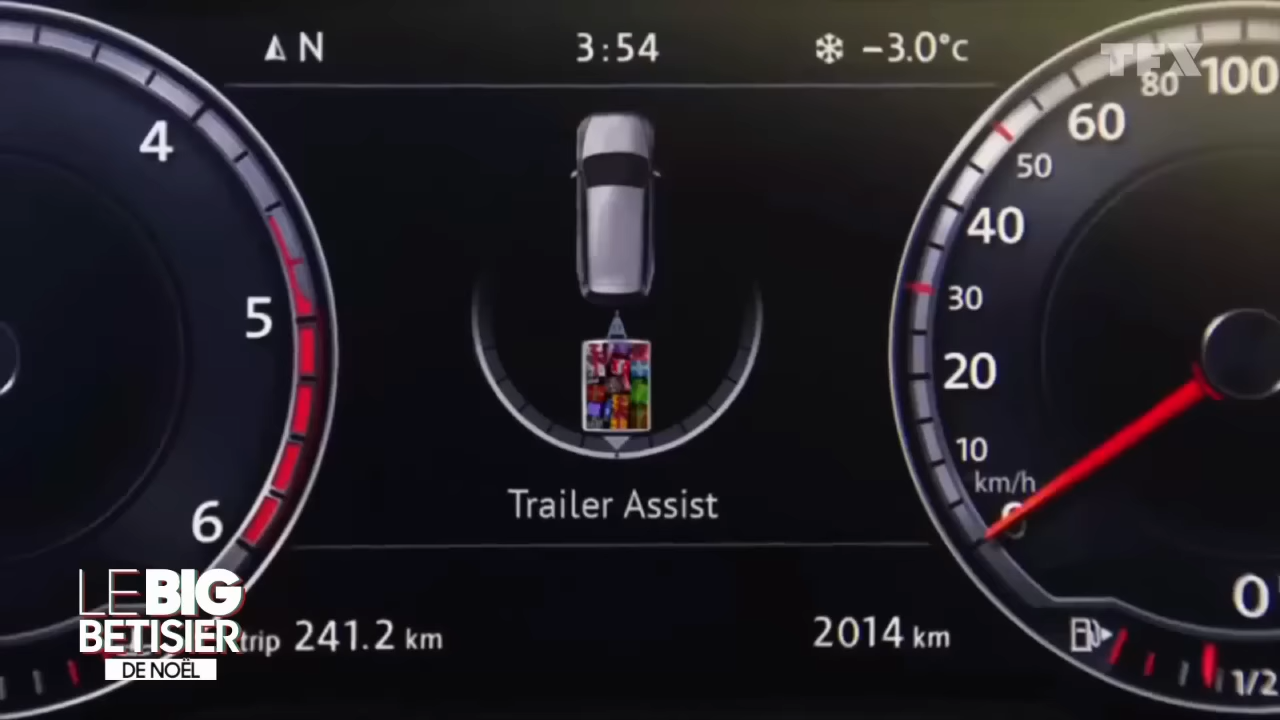 N
3:54
−3.0°C
TFX
4
5
6
100
80
60
50
40
30
20
10
km/h
0
Trailer Assist
trip 241.2 km
2014 km
0
1/2
LE BIG
BETISIER
DE NOËL